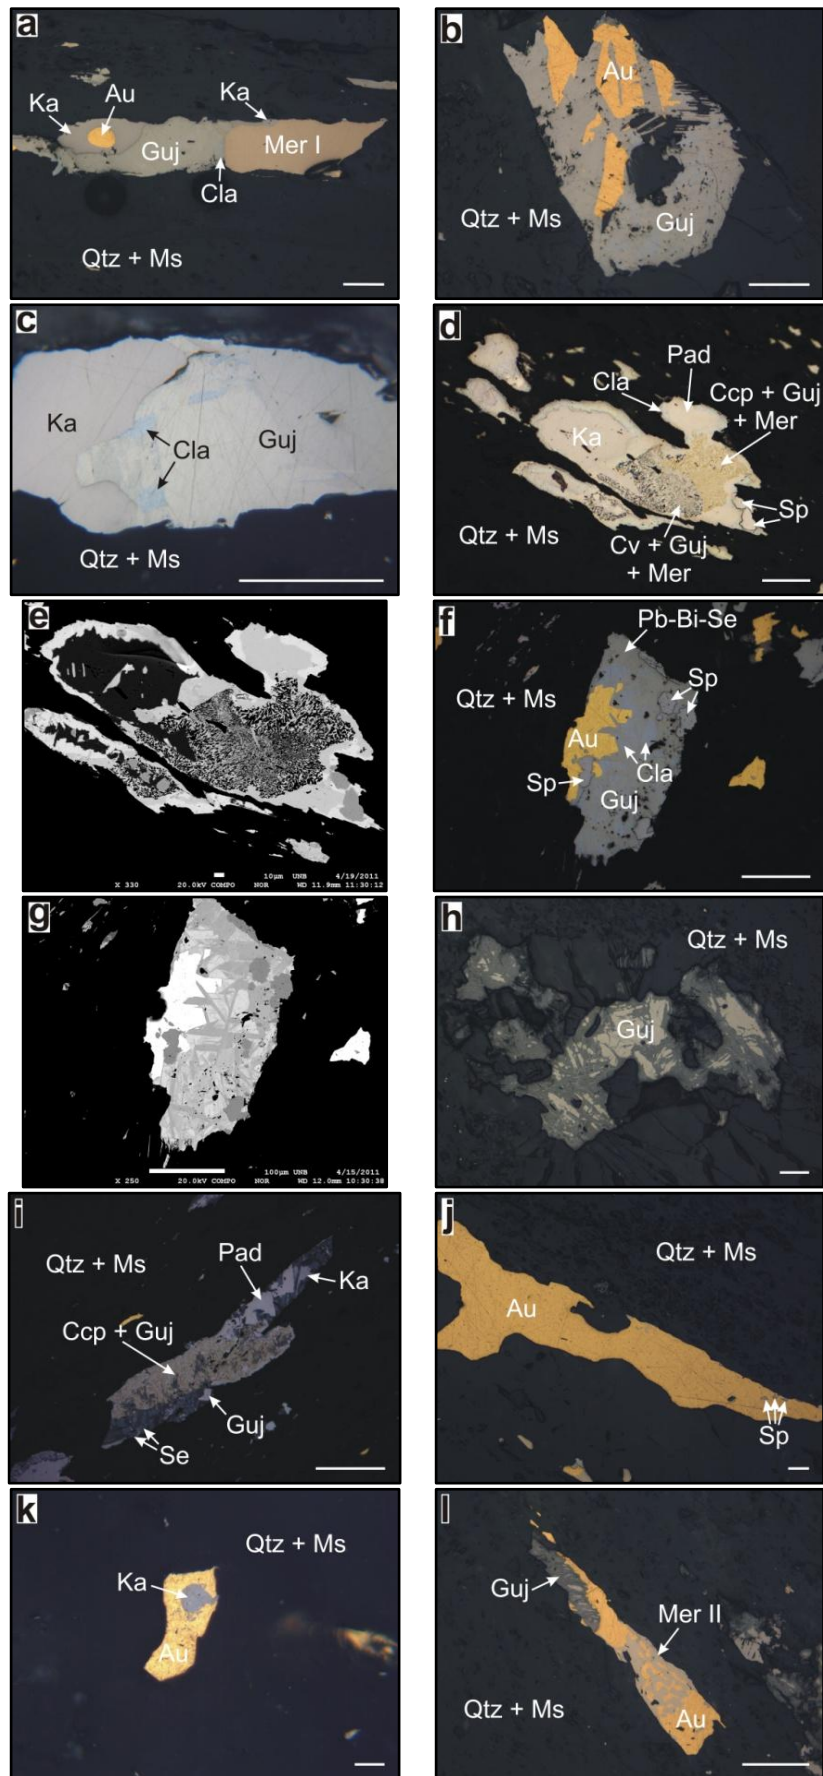 a
Ka
Au
Ka
Guj
Mer I
Cla
Qtz + Ms
b
Au
Qtz + Ms
Guj
c
Ka
Cla
Guj
Qtz + Ms
d
Pad
Cla
Ccp + Guj
+ Mer
Ka
Sp
Qtz + Ms
Cv + Guj
+ Mer
e
10µm UNB 4/19/2011
X 330 20.0kV COMPO NOR WD 11.9mm 11:30:12
f
Pb-Bi-Se
Sp
Qtz + Ms
Au
Cla
Sp
Guj
g
100µm UNB 4/15/2011
X 250 20.0kV COMPO NOR WD 12.0mm 10:30:38
h
Qtz + Ms
Guj
i
Pad
Qtz + Ms
Ka
Ccp + Guj
Guj
Se
j
Qtz + Ms
Au
Sp
k
Qtz + Ms
Ka
Au
l
Guj
Mer II
Qtz + Ms
Au